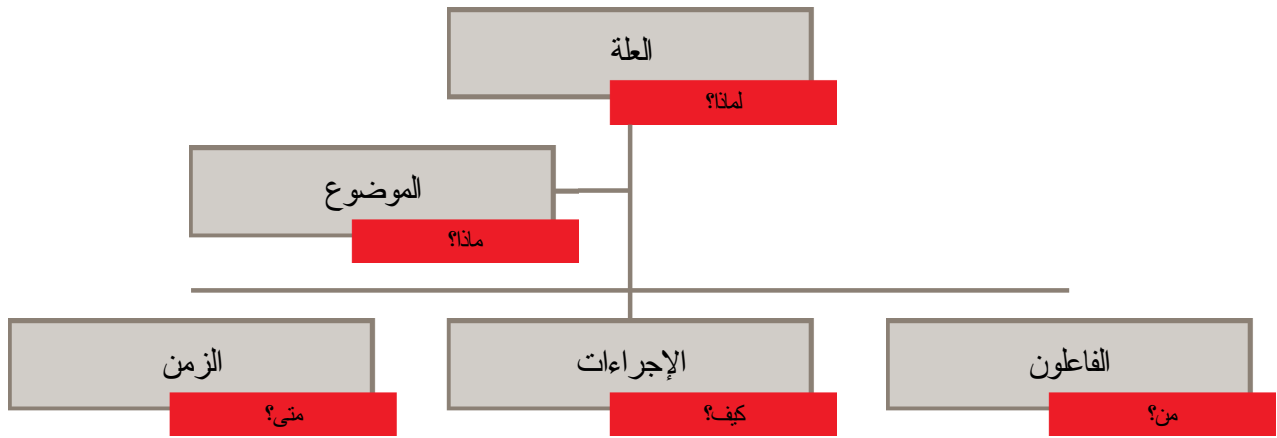 العلة
لماذا؟
الموضوع
ماذا؟
الفاعلون
من؟
الإجراءات
كيف؟
الزمن
متى؟